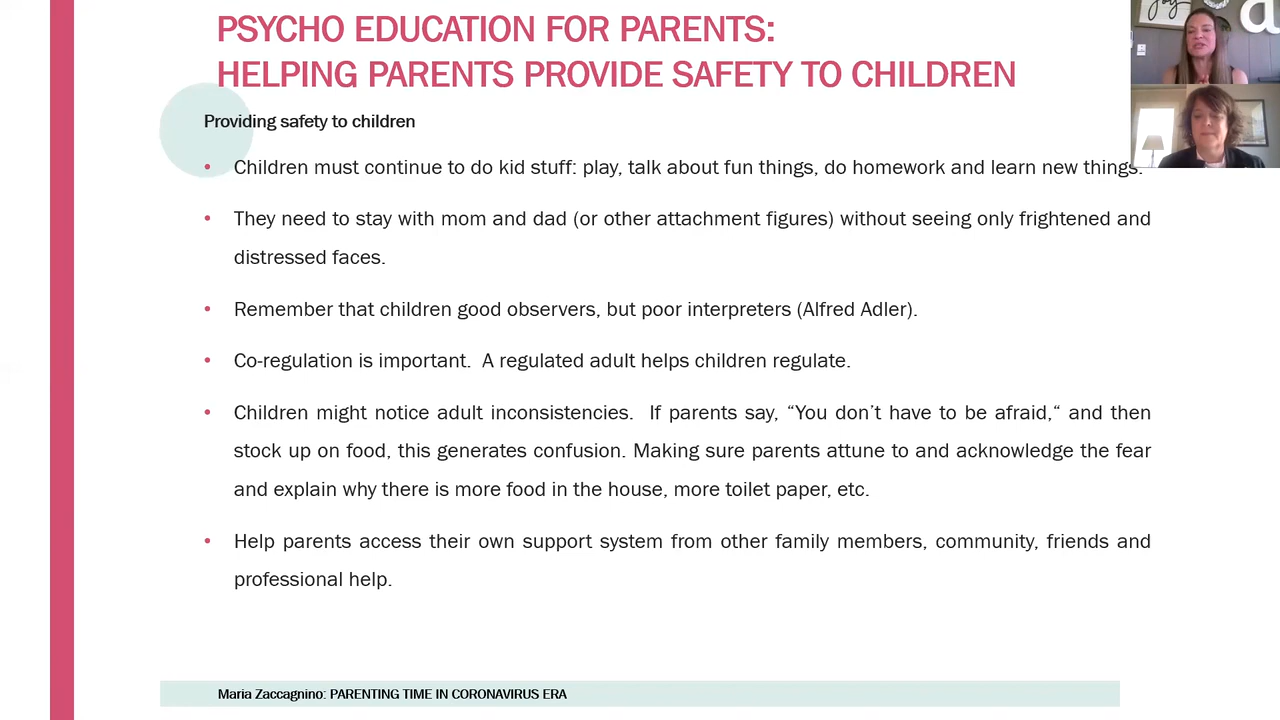 PSYCHO EDUCATION FOR PARENTS:
HELPING PARENTS PROVIDE SAFETY TO CHILDREN
joy
a
Providing safety to children
• Children must continue to do kid stuff: play, talk about fun things, do homework and learn new things.
• They need to stay with mom and dad (or other attachment figures) without seeing only frightened and
distressed faces.
• Remember that children good observers, but poor interpreters (Alfred Adler).
• Co-regulation is important.  A regulated adult helps children regulate.
• Children might notice adult inconsistencies.  If parents say, “You don’t have to be afraid,“ and then
stock up on food, this generates confusion. Making sure parents attune to and acknowledge the fear
and explain why there is more food in the house, more toilet paper, etc.
• Help parents access their own support system from other family members, community, friends and
professional help.
Maria Zaccagnino: PARENTING TIME IN CORONAVIRUS ERA